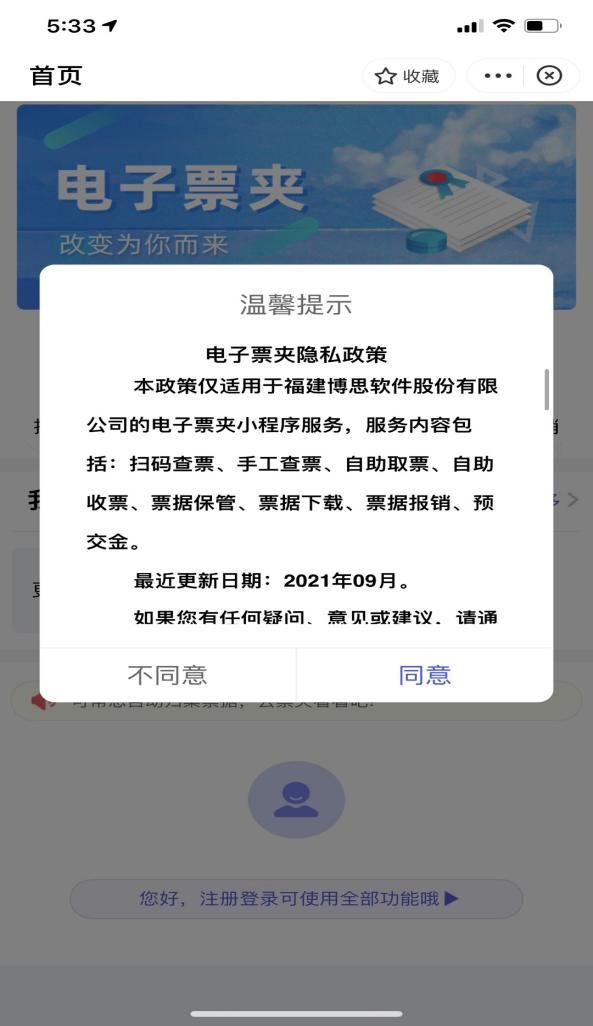 5:33
首页
收藏
电子票夹
改变为你而来
温馨提示
电子票夹隐私政策
本政策仅适用于福建博思软件股份有限
公司的电子票夹小程序服务，服务内容包
括：扫码查票、手工查票、自助取票、自助
收票、票据保管、票据下载、票据报销、预
交金。
最近更新日期：2021年09月。
如果您有任何疑问、意见或建议，请通
不同意
同意
您好，注册登录可使用全部功能哦